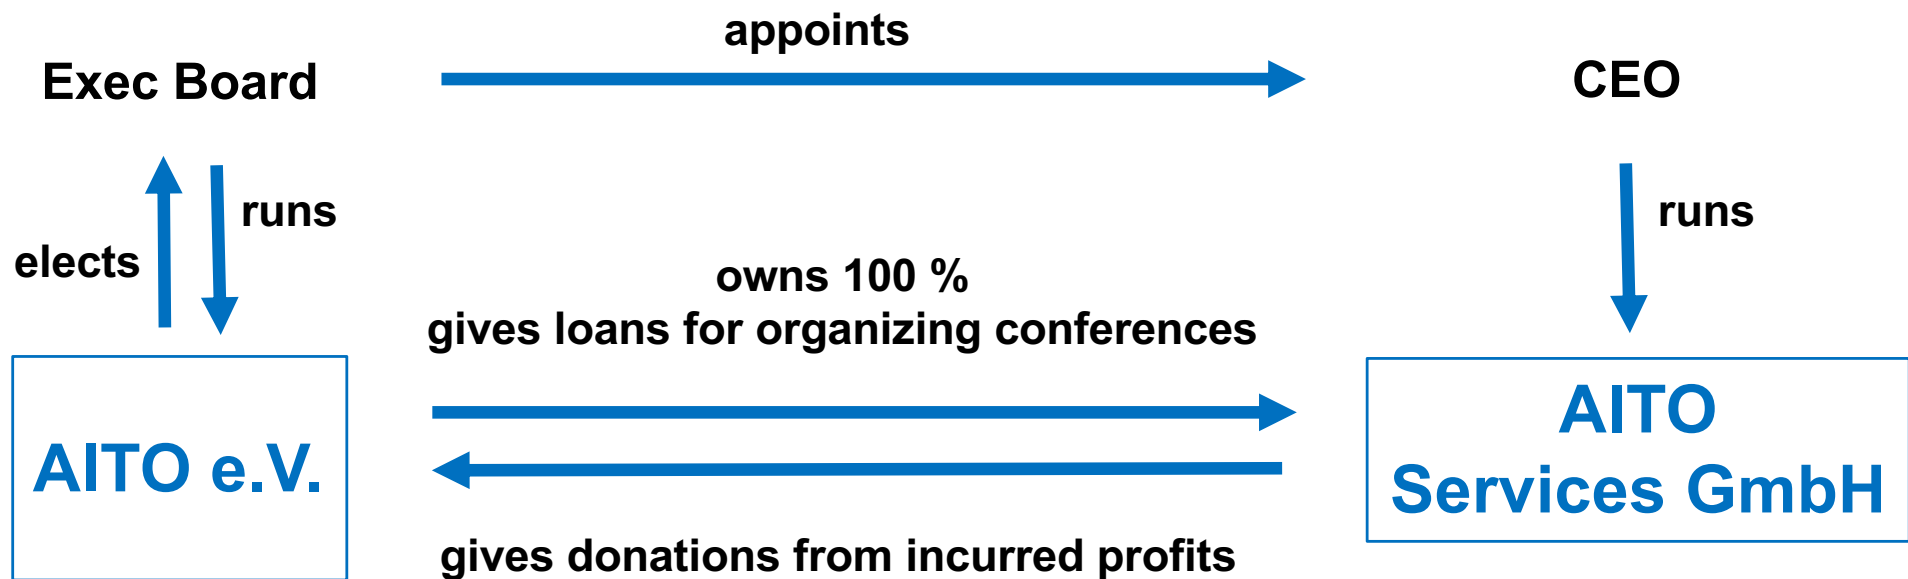 appoints
Exec Board
CEO
elects
runs
runs
owns 100 %
gives loans for organizing conferences
AITO e.V.
AITO
Services GmbH
gives donations from incurred profits